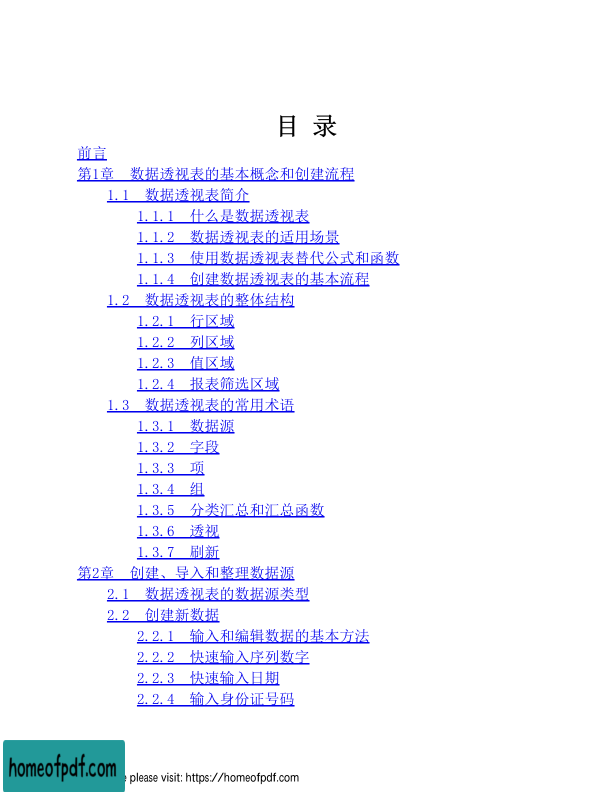 目 录
前言
第1章 数据透视表的基本概念和创建流程
1.1 数据透视表简介
1.1.1 什么是数据透视表
1.1.2 数据透视表的适用场景
1.1.3 使用数据透视表替代公式和函数
1.1.4 创建数据透视表的基本流程
1.2 数据透视表的整体结构
1.2.1 行区域
1.2.2 列区域
1.2.3 值区域
1.2.4 报表筛选区域
1.3 数据透视表的常用术语
1.3.1 数据源
1.3.2 字段
1.3.3 项
1.3.4 组
1.3.5 分类汇总和汇总函数
1.3.6 透视
1.3.7 刷新
第2章 创建、导入和整理数据源
2.1 数据透视表的数据源类型
2.2 创建新数据
2.2.1 输入和编辑数据的基本方法
2.2.2 快速输入序列数字
2.2.3 快速输入日期
2.2.4 输入身份证号码
homeofpdf.com
please visit: https://homeofpdf.com